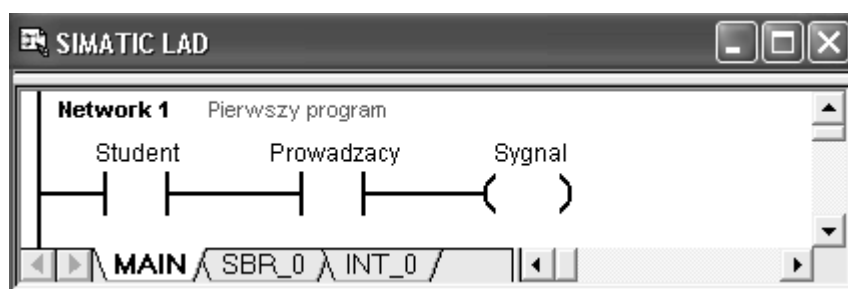 SIMATIC LAD
Network 1 Pierwszy program
Student Prowadzacy Sygnal
MAIN SBR_0 INT_0